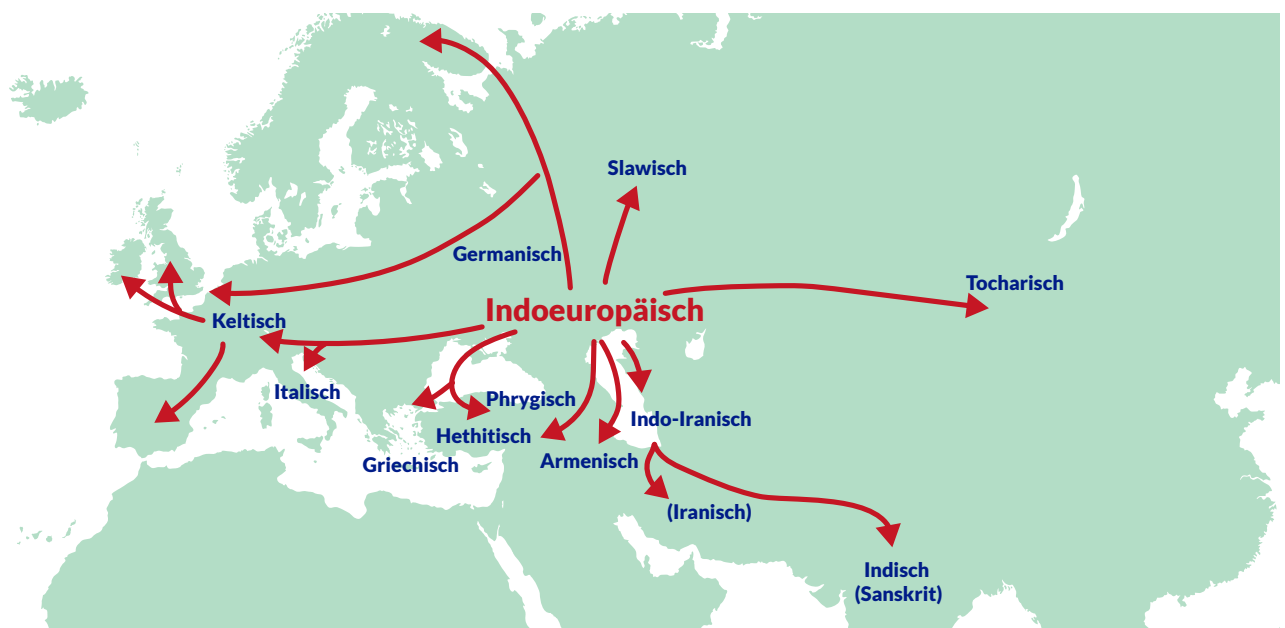 Slawisch
Germanisch
Tocharisch
Indoeuropäisch
Keltisch
Italisch
Phrygisch
Indo-Iranisch
Hethitisch
Griechisch
Armenisch
(Iranisch)
Indisch
(Sanskrit)